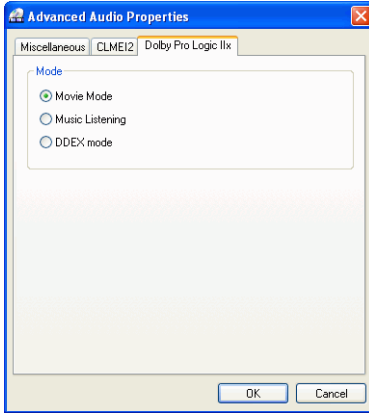 Advanced Audio Properties
Miscellaneous CLMEI2 Dolby Pro Logic IIx
Mode
Movie Mode
Music Listening
DDEX mode
OK Cancel